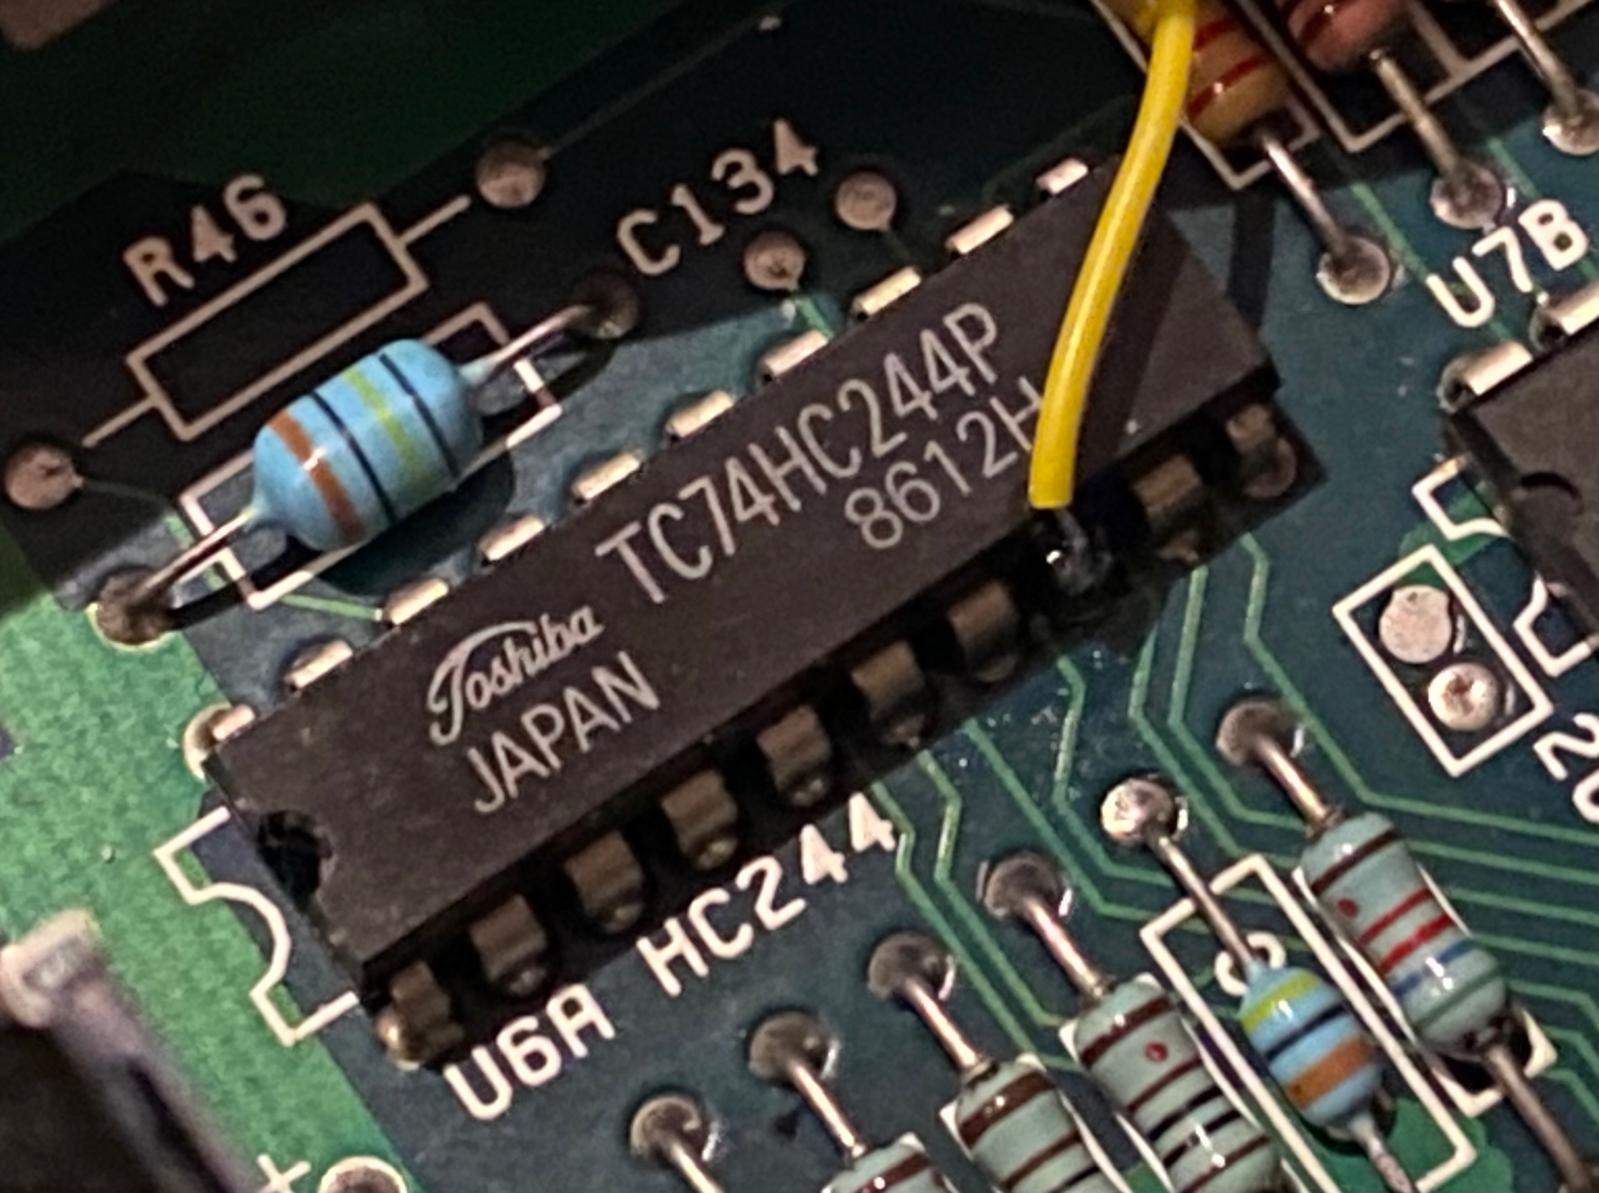 R46
C134
U7B
TC74HC244P
8612H
Toshiba
JAPAN
HC244
U6A